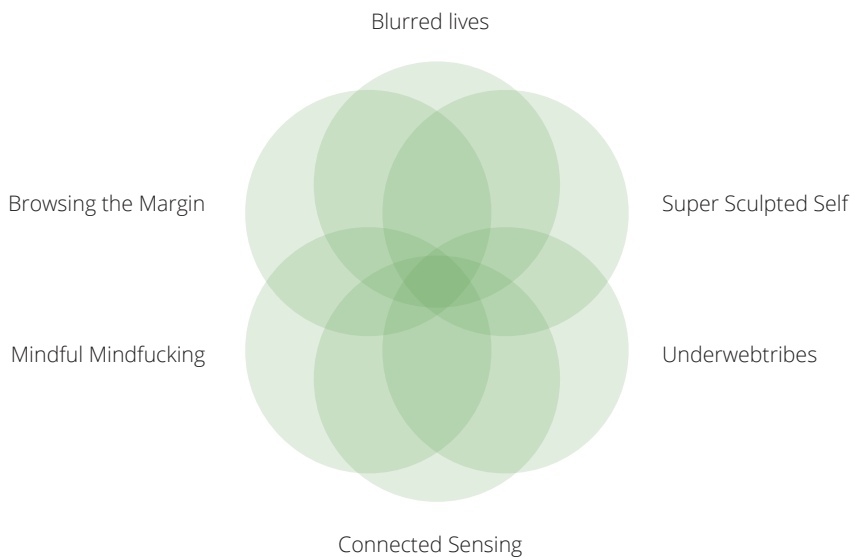 Blurred lives
Browsing the Margin
Super Sculpted Self
Mindful Mindfucking
Underwebtribes
Connected Sensing